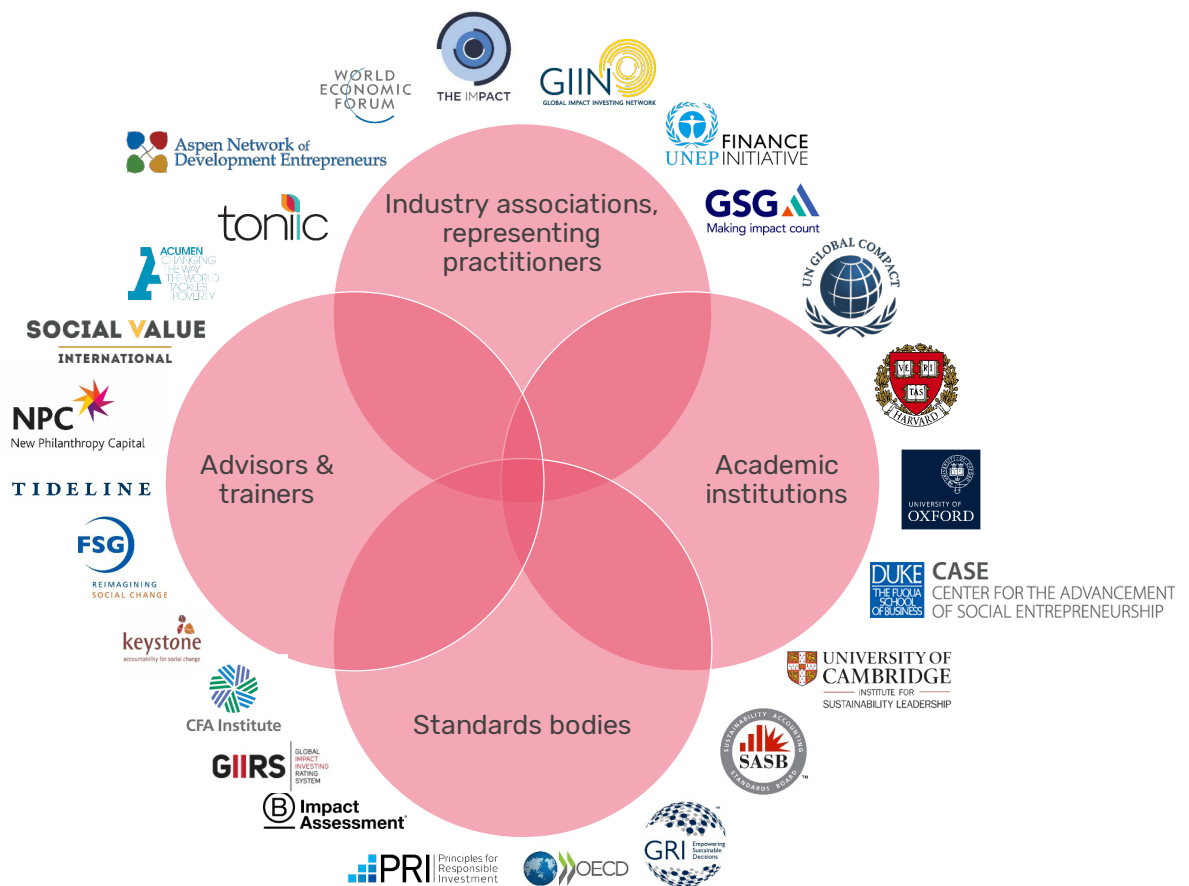 WORLD
ECONOMIC
FORUM
THE IMPACT
GIIN
GLOBAL IMPACT INVESTING NETWORK
UNEP
FINANCE
INITIATIVE
Aspen Network of
Development Entrepreneurs
toniic
Industry associations,
representing
practitioners
GSG
Making impact count
UN GLOBAL COMPACT
A
ACUMEN
CHANGING
THE WAY
THE WORLD
TACKLES
POVERTY
SOCIAL VALUE
INTERNATIONAL
VE RI
TAS
HARVARD
NPC
New Philanthropy Capital
Advisors &
trainers
Academic
institutions
TIDELINE
UNIVERSITY OF
OXFORD
FSG
REIMAGINING
SOCIAL CHANGE
DUKE
THE FUQUA
SCHOOL
OF BUSINESS
CASE
CENTER FOR THE ADVANCEMENT
OF SOCIAL ENTREPRENEURSHIP
keystone
accountability for social change
UNIVERSITY OF
CAMBRIDGE
INSTITUTE FOR
SUSTAINABILITY LEADERSHIP
CFA Institute
Standards bodies
SUSTAINABILITY ACCOUNTING
SASB
STANDARDS BOARD
TM
GIIRS
GLOBAL
IMPACT
INVESTING
RATING
SYSTEM
B
Impact
Assessment
GRI
Empowering
Sustainable
Decisions
PRI
Principles for
Responsible
Investment
OECD